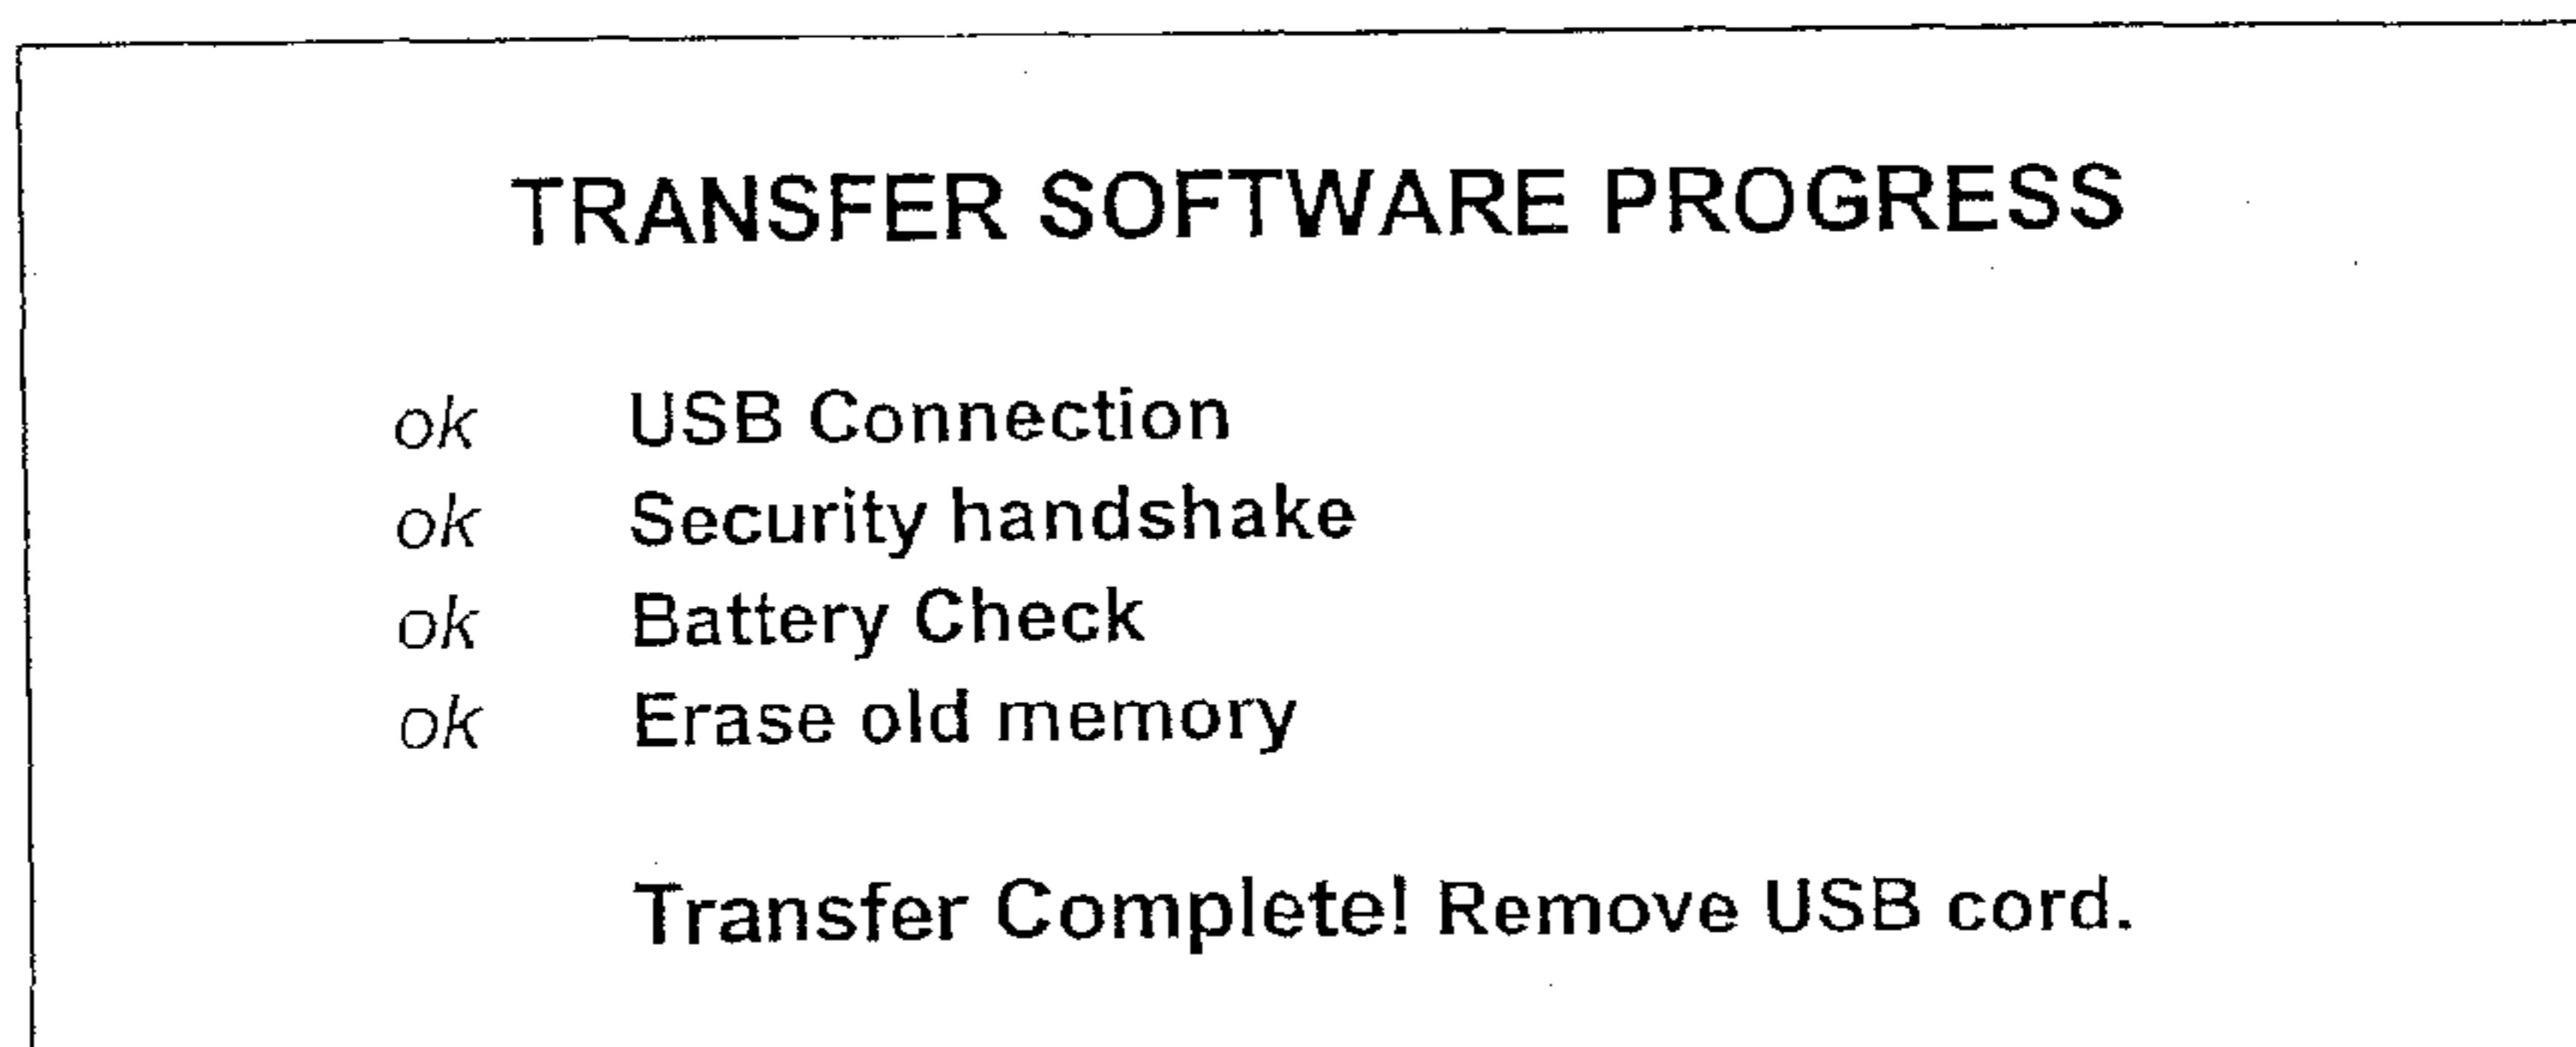 TRANSFER SOFTWARE PROGRESS
ok USB Connection
ok Security handshake
ok Battery Check
ok Erase old memory
Transfer Complete! Remove USB cord.